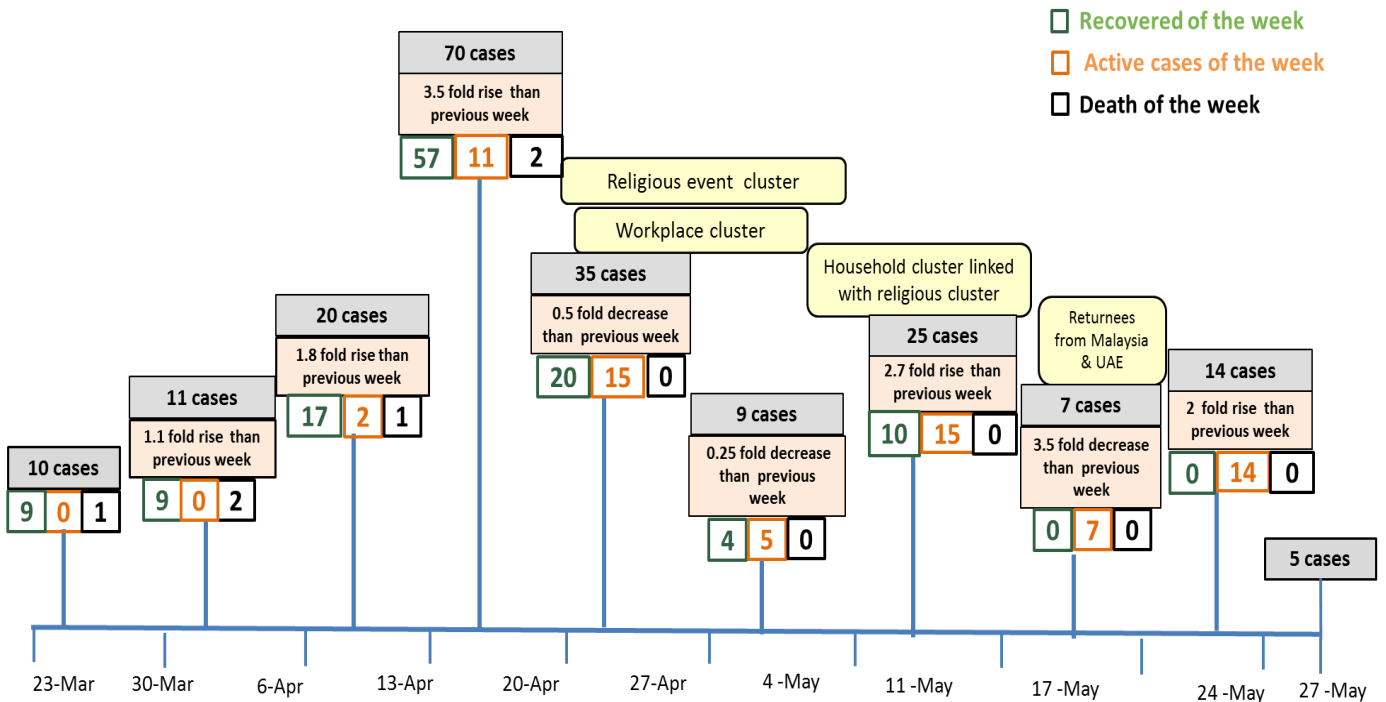 Recovered of the week
Active cases of the week
Death of the week
10 cases
9 0 1
11 cases
1.1 fold rise than
previous week
9 0 2
20 cases
1.8 fold rise than
previous week
17 2 1
70 cases
3.5 fold rise than
previous week
57 11 2
Religious event cluster
Workplace cluster
35 cases
0.5 fold decrease
than previous week
20 15 0
9 cases
0.25 fold decrease
than previous
week
4 5 0
Household cluster linked
with religious cluster
25 cases
2.7 fold rise than
previous week
10 15 0
Returnees
from Malaysia
& UAE
7 cases
3.5 fold decrease
than previous
week
0 7 0
14 cases
2 fold rise than
previous week
0 14 0
5 cases
23-Mar 30-Mar 6-Apr 13-Apr 20-Apr 27-Apr 4 -May 11 -May 17 -May 24 -May 27 -May